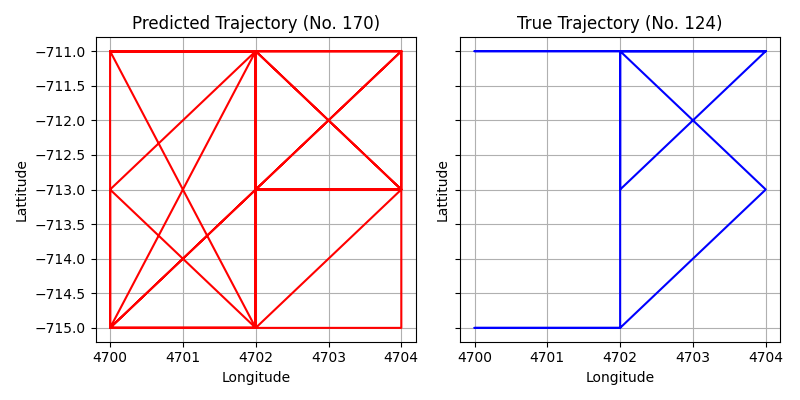 Predicted Trajectory (No. 170)
True Trajectory (No. 124)
−711.0
−711.5
−712.0
−712.5
−713.0
−713.5
−714.0
−714.5
−715.0
Lattitude
Lattitude
4700 4701 4702 4703 4704
4700 4701 4702 4703 4704
Longitude
Longitude